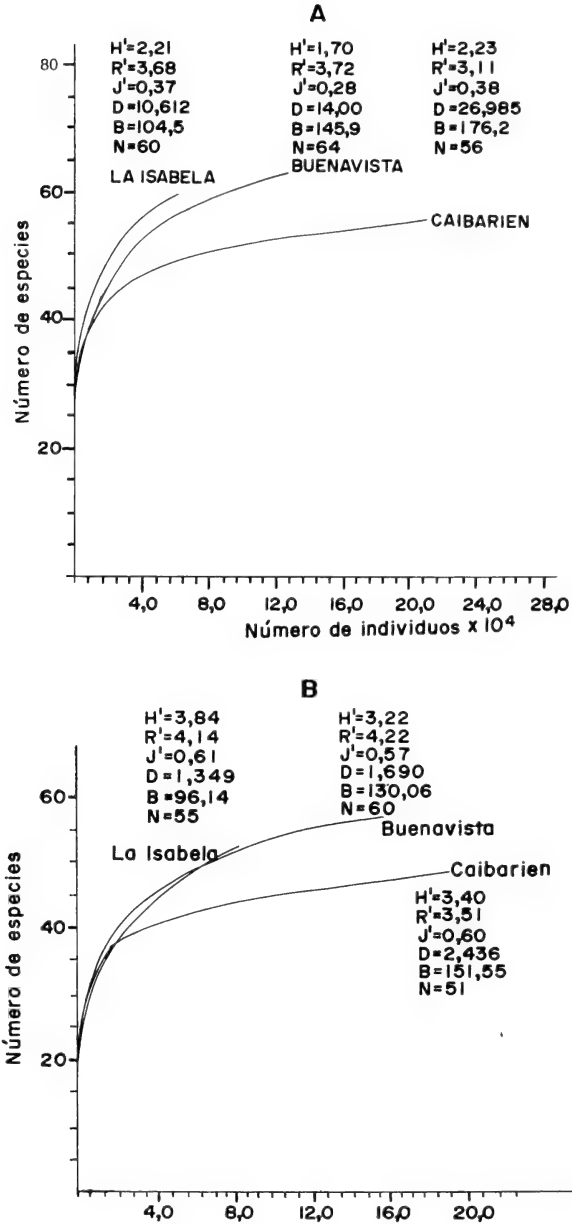 A
H'=2,21
R'=3,68
J'=0,37
D=10,612
B=104,5
N=60
LA ISABELA
H'=1,70
R'=3,72
J'=0,28
D=14,00
B=145,9
N=64
BUENAVISTA
H'=2,23
R'=3,11
J'=0,38
D=26,985
B=176,2
N=56
CAIBARIEN
Número de especies
80
60
40
20
4,0 8,0 12,0 16,0 20,0 24,0 28,0
Número de individuos x 10⁴
B
H'=3,84
R'=4,14
J'=0,61
D=1,349
B=96,14
N=55
La Isabela
H'=3,22
R'=4,22
J'=0,57
D=1,690
B=130,06
N=60
Buenavista
Caibarien
H'=3,40
R'=3,51
J'=0,60
D=2,436
B=151,55
N=51
Número de especies
60
40
20
4,0 8,0 12,0 16,0 20,0